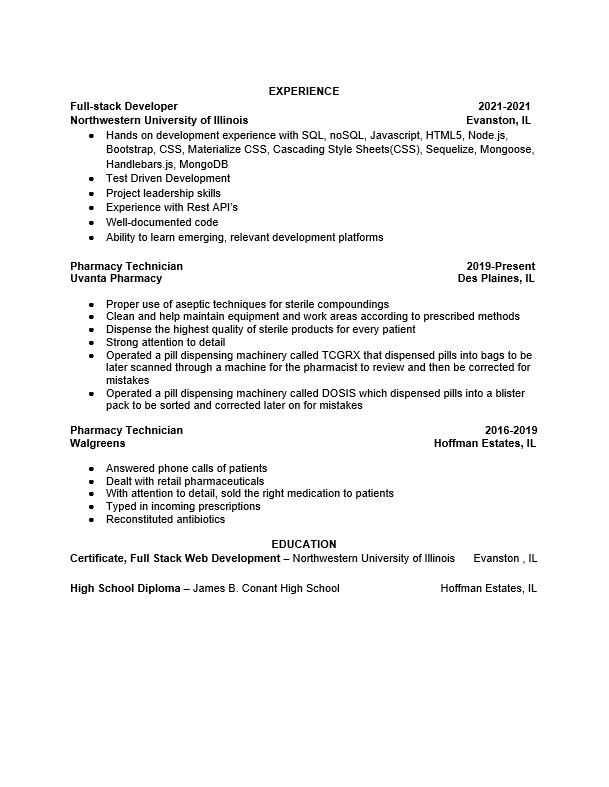 EXPERIENCE
Full-stack Developer 2021-2021
Northwestern University of Illinois Evanston, IL
● Hands on development experience with SQL, noSQL, Javascript, HTML5, Node.js,
Bootstrap, CSS, Materialize CSS, Cascading Style Sheets(CSS), Sequelize, Mongoose,
Handlebars.js, MongoDB
● Test Driven Development
● Project leadership skills
● Experience with Rest API's
● Well-documented code
● Ability to learn emerging, relevant development platforms
Pharmacy Technician 2019-Present
Uvanta Pharmacy Des Plaines, IL
● Proper use of aseptic techniques for sterile compoundings
● Clean and help maintain equipment and work areas according to prescribed methods
● Dispense the highest quality of sterile products for every patient
● Strong attention to detail
● Operated a pill dispensing machinery called TCGRX that dispensed pills into bags to be
later scanned through a machine for the pharmacist to review and then be corrected for
mistakes
● Operated a pill dispensing machinery called DOSIS which dispensed pills into a blister
pack to be sorted and corrected later on for mistakes
Pharmacy Technician 2016-2019
Walgreens Hoffman Estates, IL
● Answered phone calls of patients
● Dealt with retail pharmaceuticals
● With attention to detail, sold the right medication to patients
● Typed in incoming prescriptions
● Reconstituted antibiotics
EDUCATION
Certificate, Full Stack Web Development – Northwestern University of Illinois Evanston , IL
High School Diploma – James B. Conant High School Hoffman Estates, IL